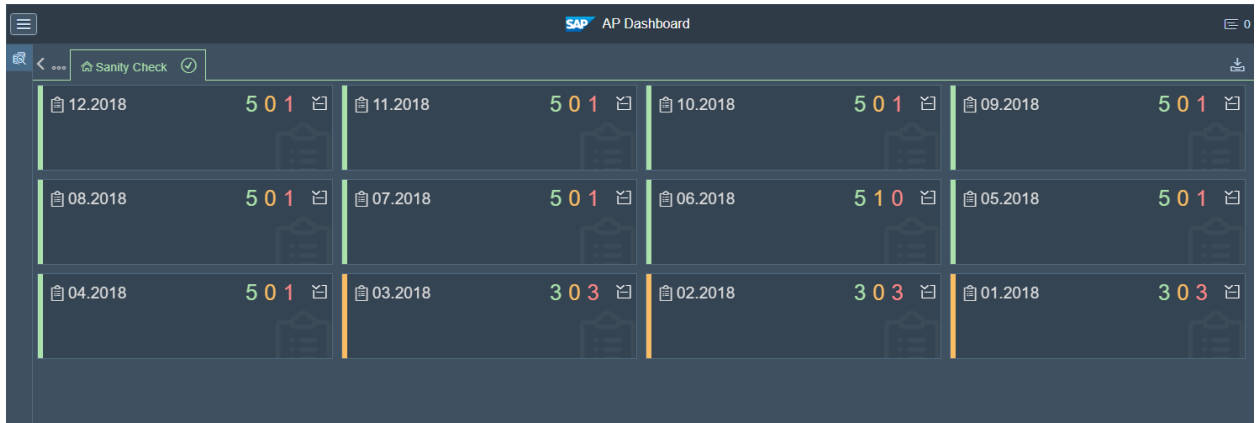 SAP AP Dashboard 0
Sanity Check
12.2018 5 0 1 11.2018 5 0 1 10.2018 5 0 1 09.2018 5 0 1
08.2018 5 0 1 07.2018 5 0 1 06.2018 5 1 0 05.2018 5 0 1
04.2018 5 0 1 03.2018 3 0 3 02.2018 3 0 3 01.2018 3 0 3